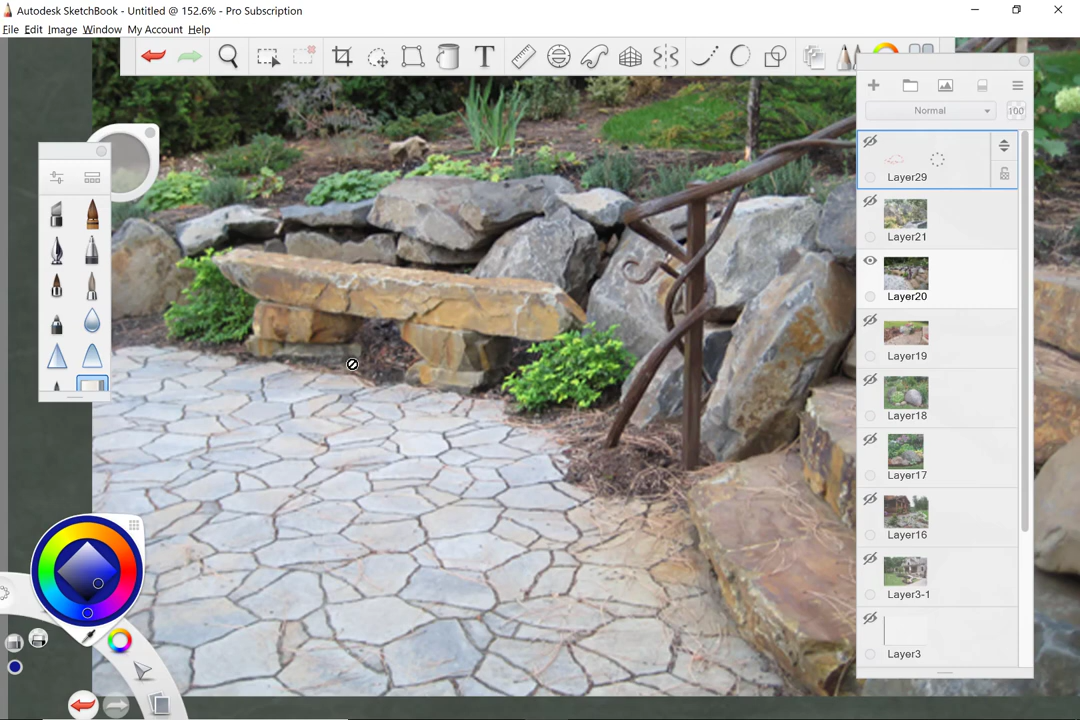 Autodesk SketchBook - Untitled @ 152.6% - Pro Subscription
File Edit Image Window My Account Help
T
Normal 100
Layer29
Layer21
Layer20
Layer19
Layer18
Layer17
Layer16
Layer3-1
Layer3